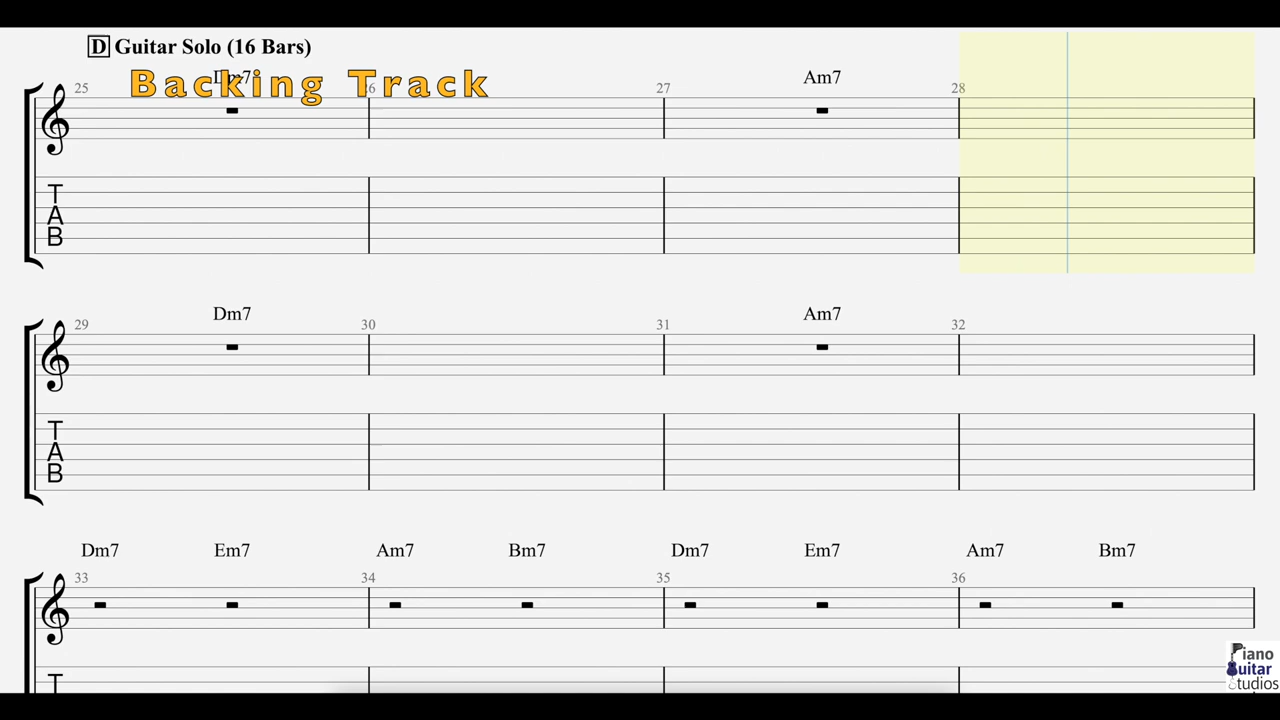 D Guitar Solo (16 Bars)
Backing Track
Am7
25 27 28
T
A
B
Dm7 Am7
29 30 31 32
T
A
B
Dm7 Em7 Am7 Bm7 Dm7 Em7 Am7 Bm7
33 34 35 36
T
Piano
Guitar
Studios